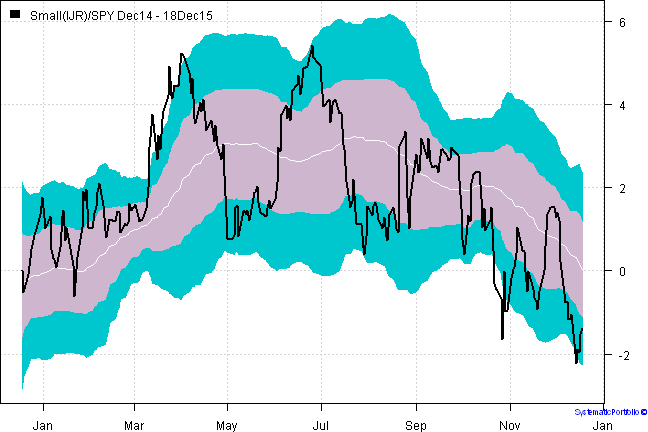 Small(IJR)/SPY Dec14 - 18Dec15
6
4
2
0
-2
Jan Mar May Jul Sep Nov Jan
SystematicPortfolio ©